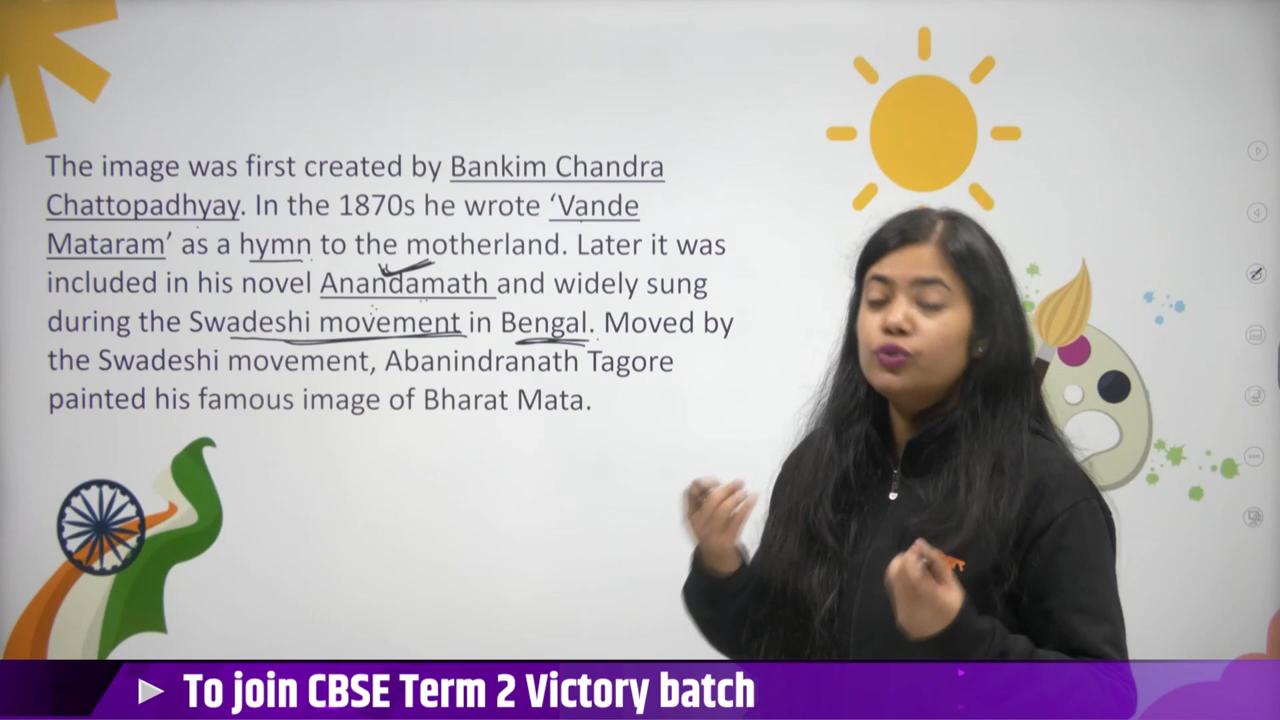 The image was first created by Bankim Chandra
Chattopadhyay. In the 1870s he wrote ‘Vande
Mataram’ as a hymn to the motherland. Later it was
included in his novel Anandamath and widely sung
during the Swadeshi movement in Bengal. Moved by
the Swadeshi movement, Abanindranath Tagore
painted his famous image of Bharat Mata.
To join CBSE Term 2 Victory batch